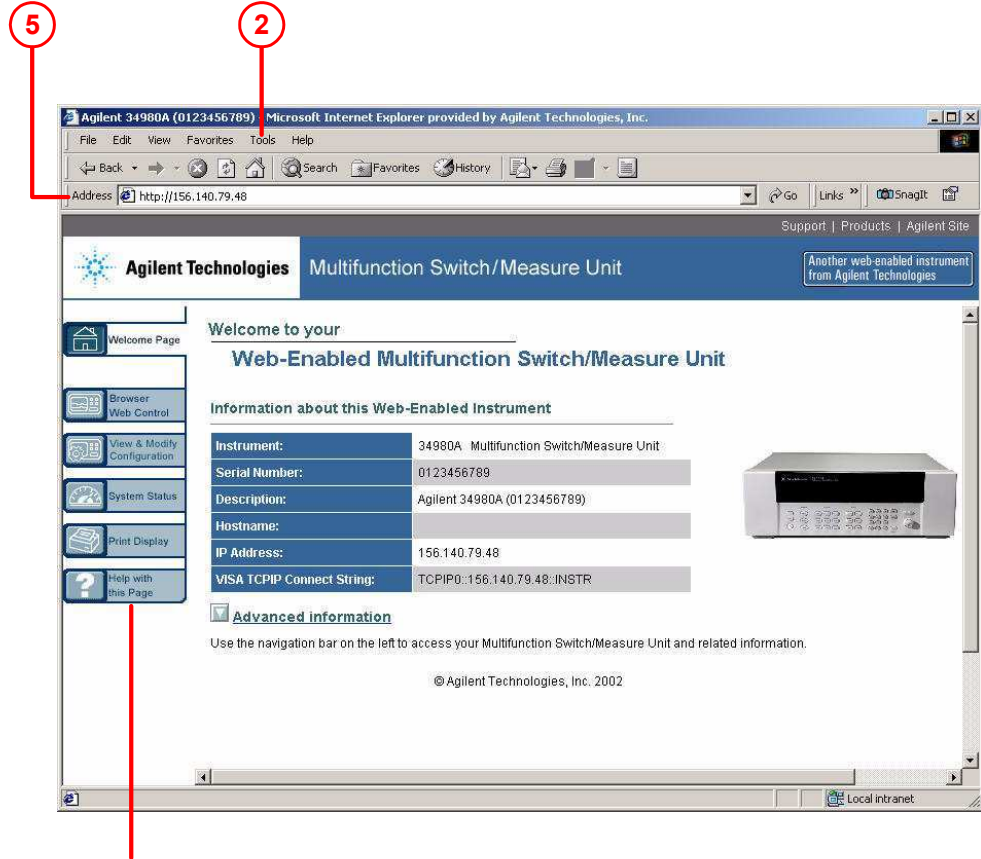 5
2
Agilent 34980A (0123456789) - Microsoft Internet Explorer provided by Agilent Technologies, Inc.
File Edit View Favorites Tools Help
Back Search Favorites History
Address http://156.140.79.48 Go Links » SnagIt
Support | Products | Agilent Site
Agilent Technologies Multifunction Switch/Measure Unit
Another web-enabled instrument
from Agilent Technologies
Welcome Page
Browser
Web Control
View & Modify
Configuration
System Status
Print Display
Help with
this Page
Welcome to your
Web-Enabled Multifunction Switch/Measure Unit
Information about this Web-Enabled Instrument
Instrument: 34980A Multifunction Switch/Measure Unit
Serial Number: 0123456789
Description: Agilent 34980A (0123456789)
Hostname:
IP Address: 156.140.79.48
VISA TCPIP Connect String: TCPIP0::156.140.79.48::INSTR
Advanced information
Use the navigation bar on the left to access your Multifunction Switch/Measure Unit and related information.
© Agilent Technologies, Inc. 2002
Local intranet